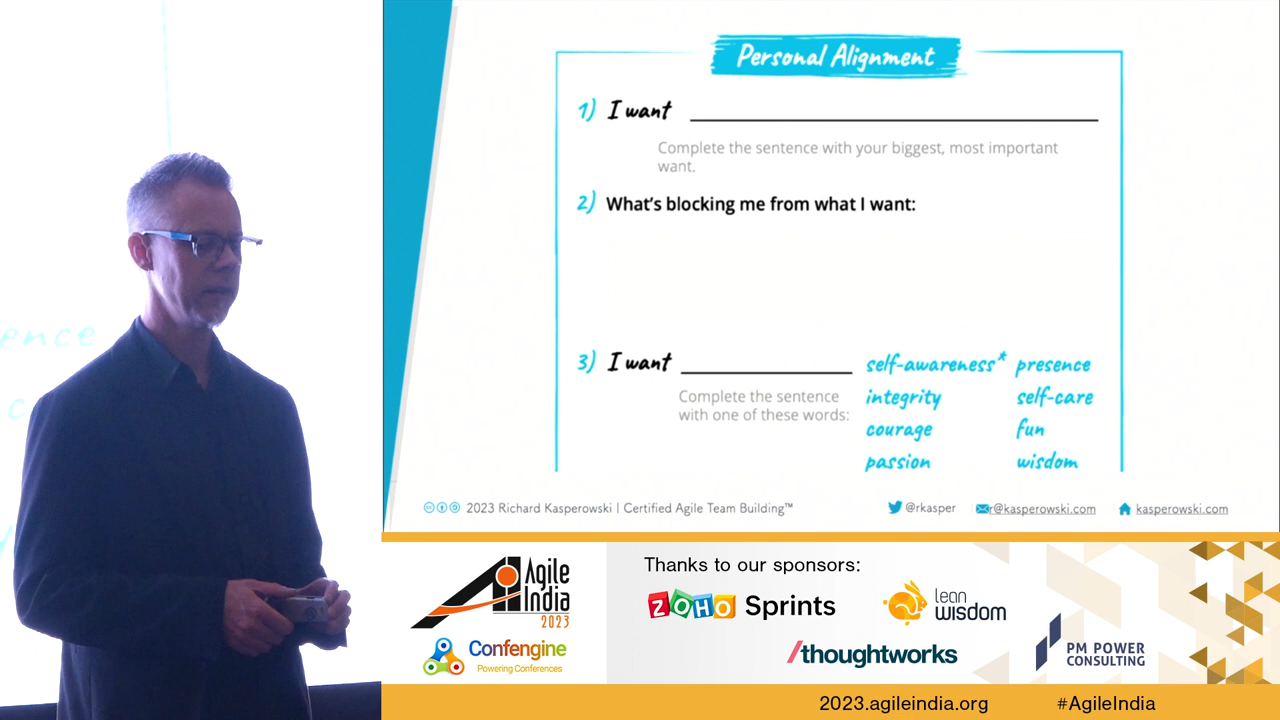 ence
Personal Alignment
1) I want
Complete the sentence with your biggest, most important
want.
2) What's blocking me from what I want:
3) I want
Complete the sentence
with one of these words:
self-awareness* presence
integrity self-care
courage fun
passion wisdom
2023 Richard Kasperowski | Certified Agile Team Building™
@rkasper
r@kasperowski.com
kasperowski.com
Agile
India
2023
Confengine
Powering Conferences
Thanks to our sponsors:
ZOHO Sprints
lean
wisdom
/thoughtworks
PM POWER
CONSULTING
2023.agileindia.org
#AgileIndia